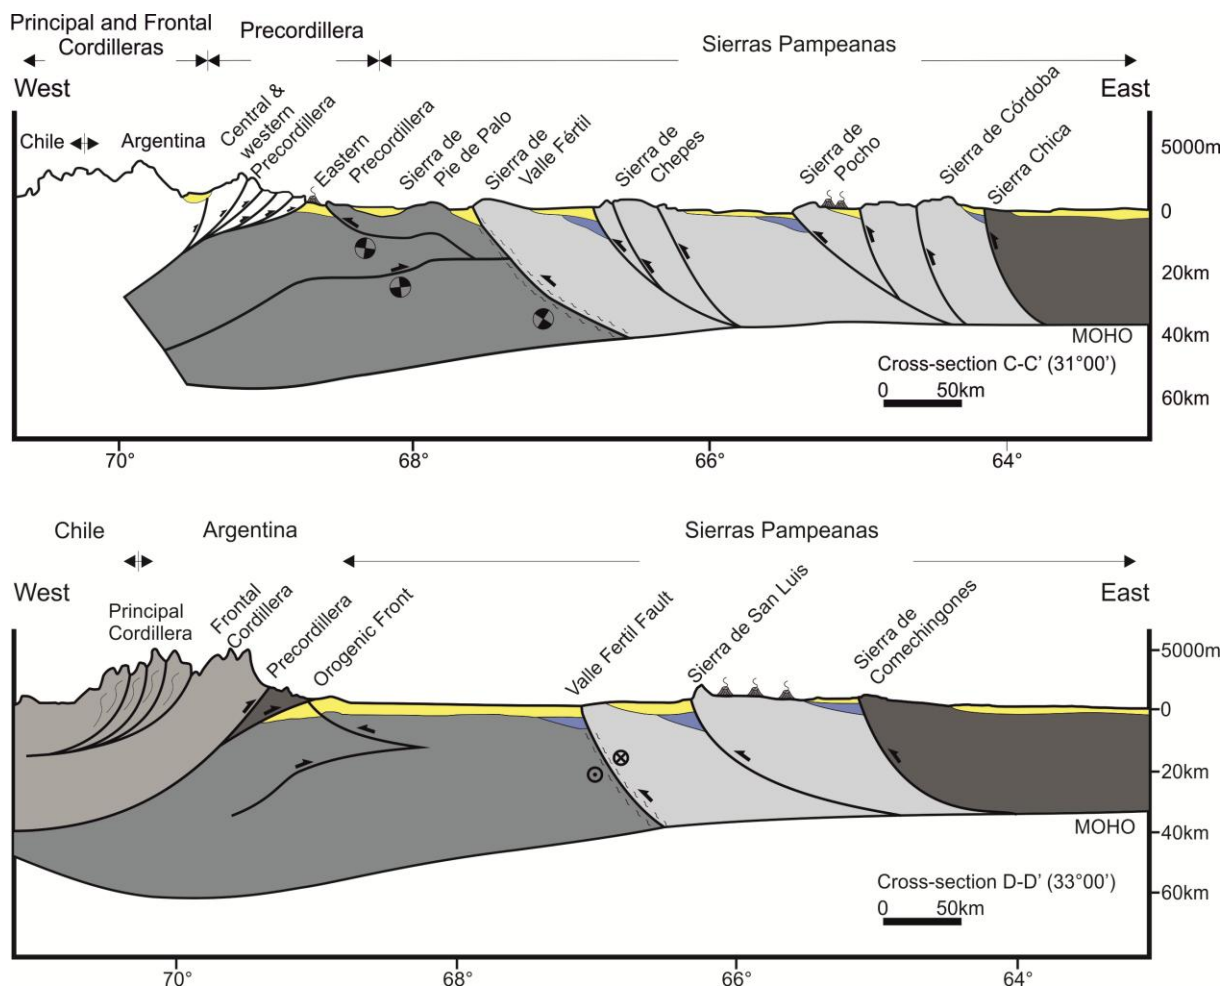 Principal and Frontal
Cordilleras
Precordillera
Sierras Pampeanas
West
East
Chile
Argentina
Central &
western
Precordillera
Eastern
Precordillera
Sierra de
Pie de Palo
Sierra de
Valle Fértil
Sierra de
Chepes
Sierra de
Pocho
Sierra de Córdoba
Sierra Chica
5000m
0
20km
40km
60km
MOHO
Cross-section C-C' (31°00')
0 50km
70° 68° 66° 64°
Chile
Argentina
Sierras Pampeanas
West
East
Principal
Cordillera
Frontal
Cordillera
Precordillera
Orogenic Front
Valle Fertil Fault
Sierra de San Luis
Sierra de
Comechingones
5000m
0
20km
40km
60km
MOHO
Cross-section D-D' (33°00')
0 50km
70° 68° 66° 64°